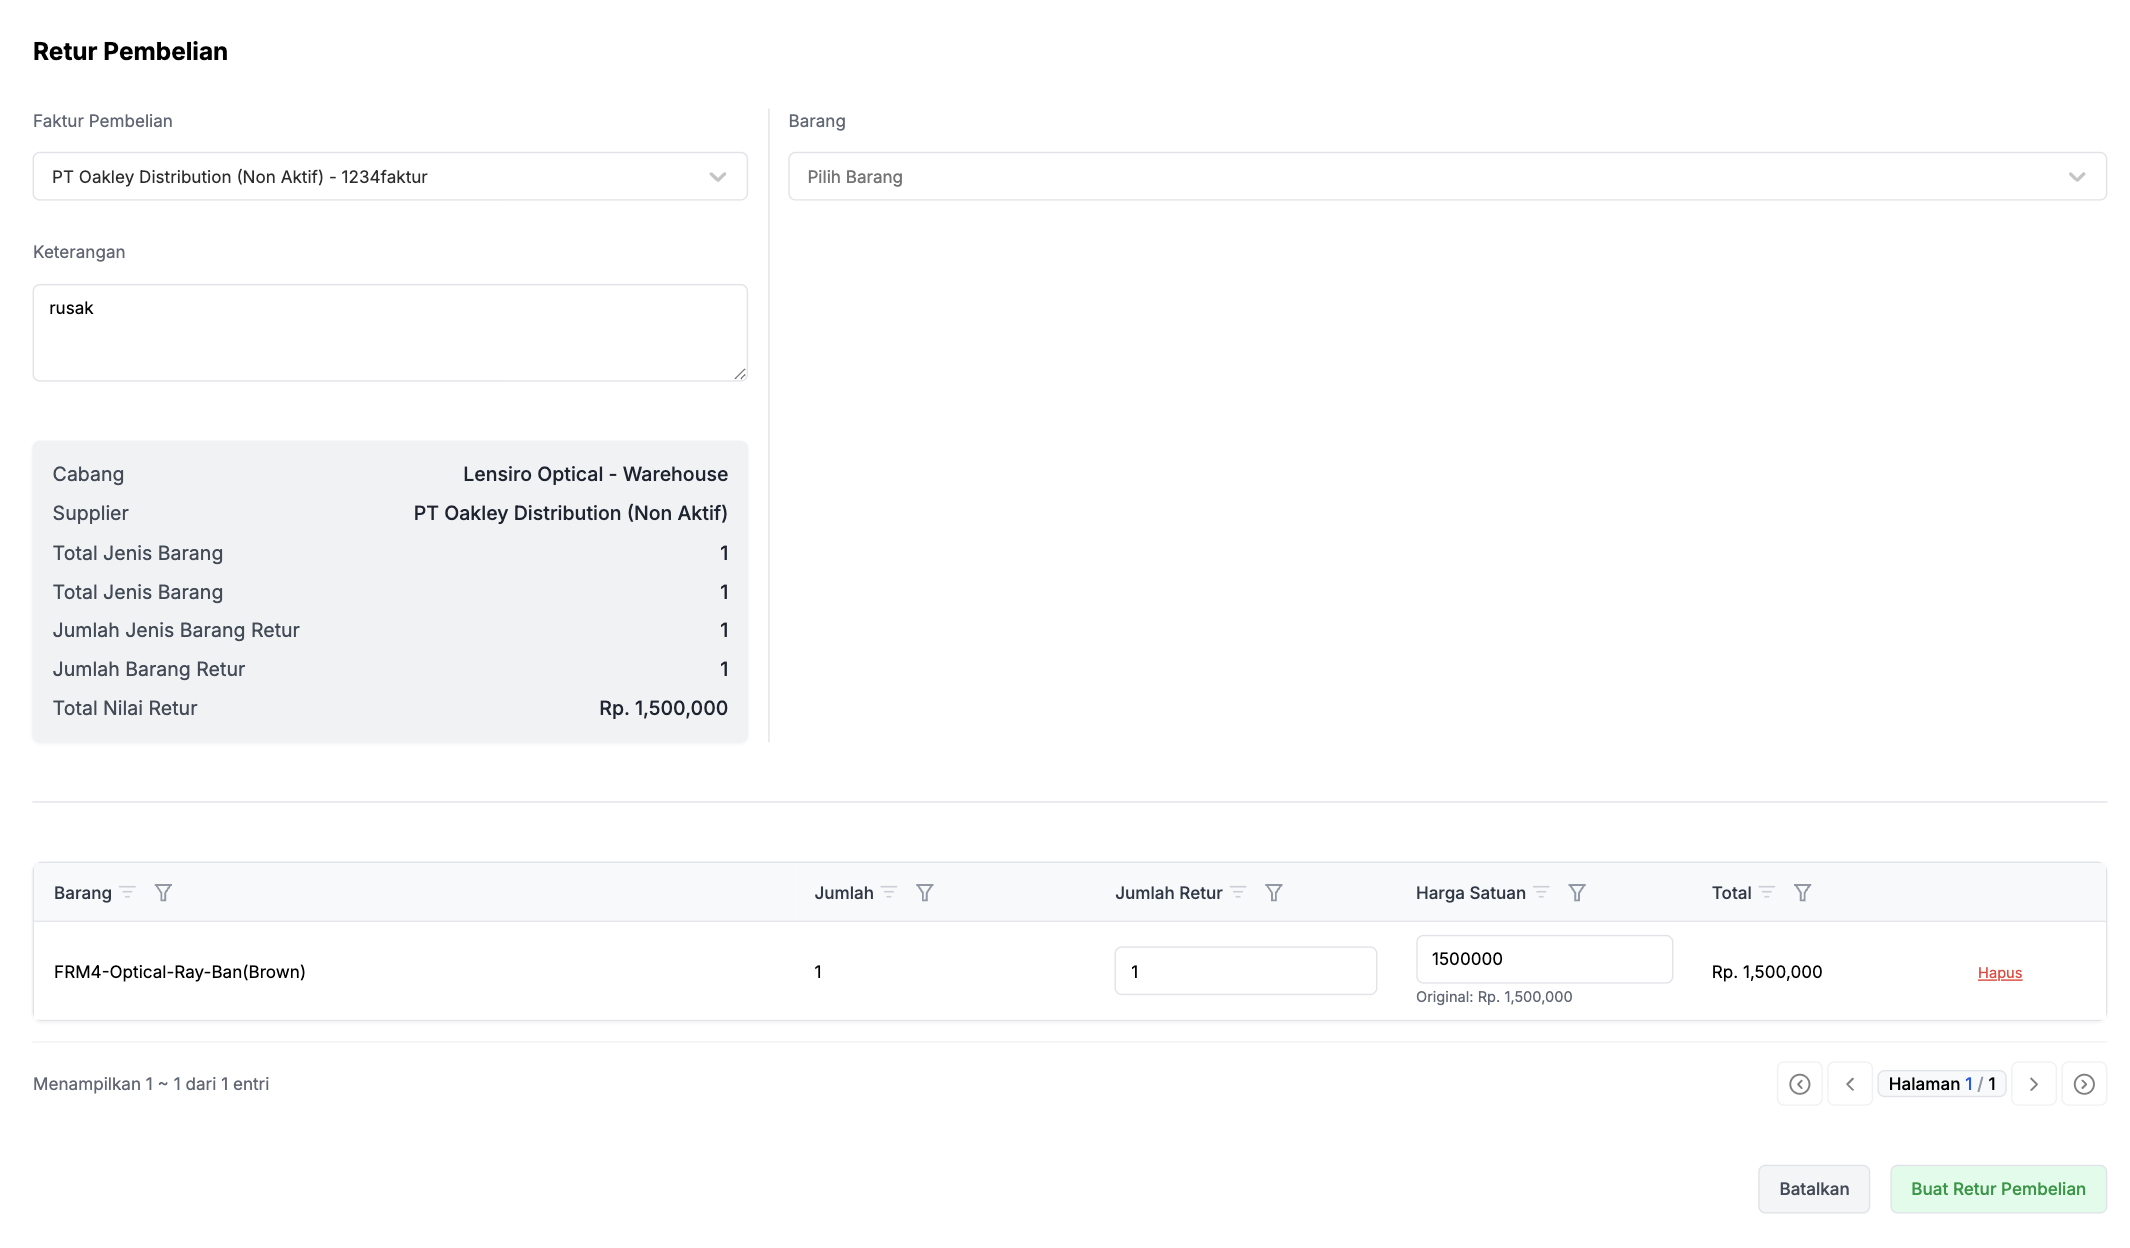 Retur Pembelian
Faktur Pembelian
PT Oakley Distribution (Non Aktif) - 1234faktur
Keterangan
rusak
Cabang Lensiro Optical - Warehouse
Supplier PT Oakley Distribution (Non Aktif)
Total Jenis Barang 1
Total Jenis Barang 1
Jumlah Jenis Barang Retur 1
Jumlah Barang Retur 1
Total Nilai Retur Rp. 1,500,000
Barang
Pilih Barang
Barang Jumlah Jumlah Retur Harga Satuan Total
FRM4-Optical-Ray-Ban(Brown) 1 1 1500000 Rp. 1,500,000 Hapus
Original: Rp. 1,500,000
Menampilkan 1 ~ 1 dari 1 entri
Halaman 1 / 1
Batalkan
Buat Retur Pembelian